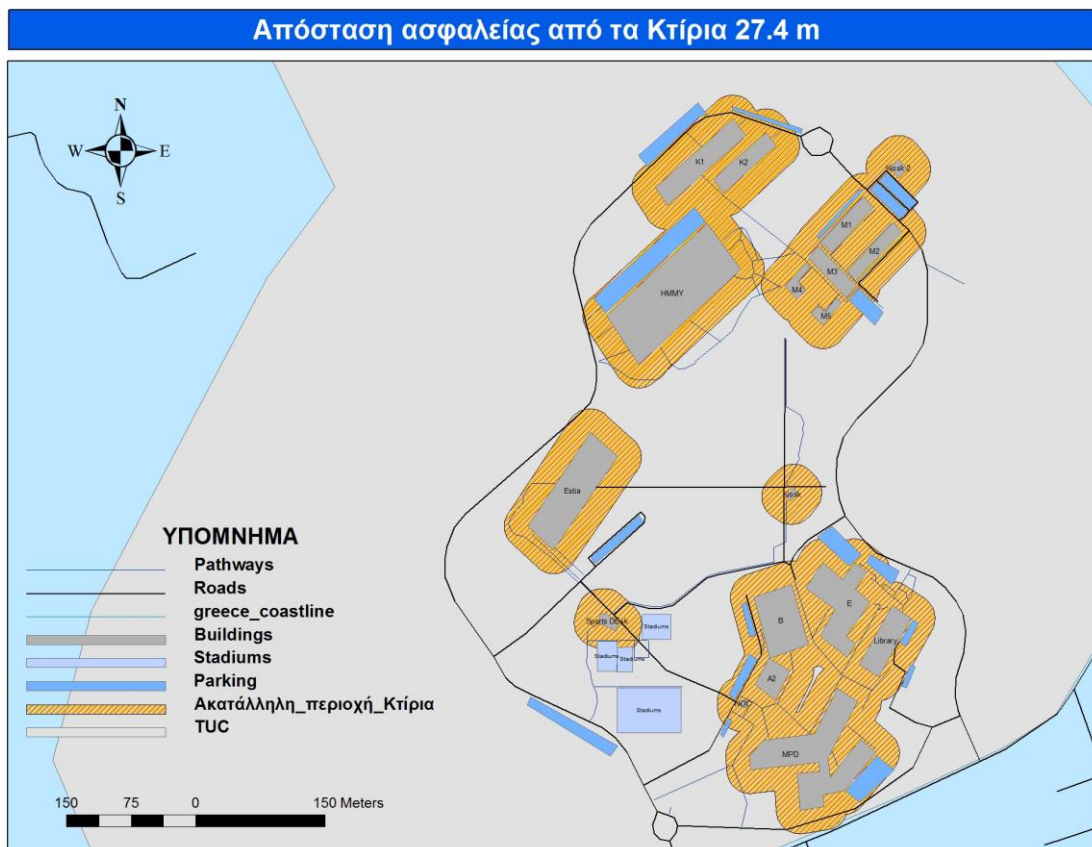 Απόσταση ασφαλείας από τα Κτίρια 27.4 m
N
W E
S
K1
K2
Kiosk 2
M1
M2
M3
M4
M5
HMMY
Estia
Kiosk
ΥΠΟΜΝΗΜΑ
Pathways
Roads
greece_coastline
Buildings
Stadiums
Parking
Ακατάλληλη_περιοχή_Κτίρια
TUC
Sports DEsk
Stadiums
Stadiums
Stadiums
Stadiums
B
E
Library
A2
MPD
150 75 0 150 Meters